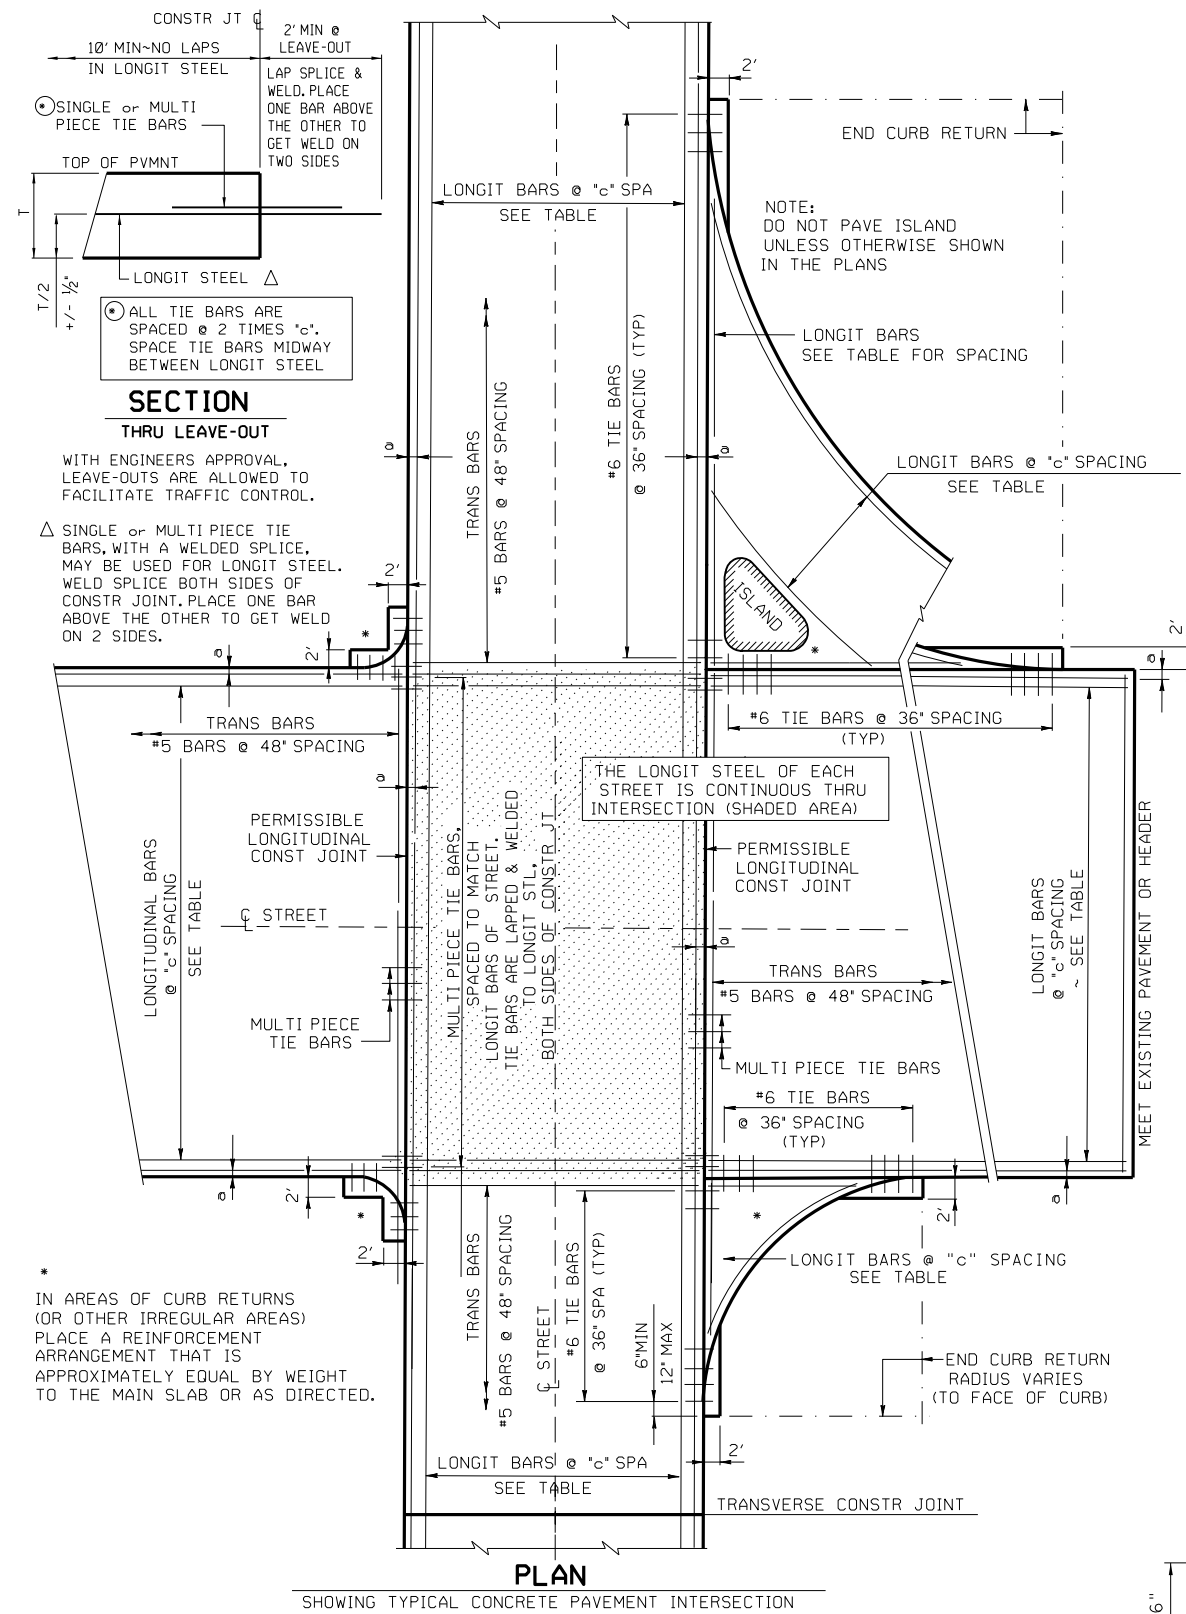 CONSTR JT ℄
2' MIN @
LEAVE-OUT
10' MIN~NO LAPS
IN LONGIT STEEL
LAP SPLICE &
WELD. PLACE
ONE BAR ABOVE
THE OTHER TO
GET WELD ON
TWO SIDES
* SINGLE or MULTI
PIECE TIE BARS
TOP OF PVMNT
T
T/2
+/- ½"
LONGIT STEEL △
* ALL TIE BARS ARE
SPACED @ 2 TIMES "c".
SPACE TIE BARS MIDWAY
BETWEEN LONGIT STEEL
SECTION
THRU LEAVE-OUT
WITH ENGINEERS APPROVAL,
LEAVE-OUTS ARE ALLOWED TO
FACILITATE TRAFFIC CONTROL.
△ SINGLE or MULTI PIECE TIE
BARS, WITH A WELDED SPLICE,
MAY BE USED FOR LONGIT STEEL.
WELD SPLICE BOTH SIDES OF
CONSTR JOINT. PLACE ONE BAR
ABOVE THE OTHER TO GET WELD
ON 2 SIDES.
LONGIT BARS @ "c" SPA
SEE TABLE
2'
END CURB RETURN
NOTE:
DO NOT PAVE ISLAND
UNLESS OTHERWISE SHOWN
IN THE PLANS
LONGIT BARS
SEE TABLE FOR SPACING
TRANS BARS
#5 BARS @ 48" SPACING
#6 TIE BARS
@ 36" SPACING (TYP)
a
a
LONGIT BARS @ "c" SPACING
SEE TABLE
ISLAND
*
2'
*
2'
a
2'
a
TRANS BARS
#5 BARS @ 48" SPACING
#6 TIE BARS @ 36" SPACING
(TYP)
a
THE LONGIT STEEL OF EACH
STREET IS CONTINUOUS THRU
INTERSECTION (SHADED AREA)
PERMISSIBLE
LONGITUDINAL
CONST JOINT
PERMISSIBLE
LONGITUDINAL
CONST JOINT
LONGITUDINAL BARS
@ "c" SPACING
SEE TABLE
℄ STREET
MULTI PIECE TIE BARS,
SPACED TO MATCH
LONGIT BARS OF STREET.
TIE BARS ARE LAPPED & WELDED
TO LONGIT STL,
BOTH SIDES OF CONSTR JT
a
TRANS BARS
#5 BARS @ 48" SPACING
LONGIT BARS
@ "c" SPACING
~ SEE TABLE
MEET EXISTING PAVEMENT OR HEADER
MULTI PIECE
TIE BARS
MULTI PIECE TIE BARS
#6 TIE BARS
@ 36" SPACING
(TYP)
a
2'
*
2'
*
2'
a
TRANS BARS
#5 BARS @ 48" SPACING
℄ STREET
#6 TIE BARS
@ 36" SPA (TYP)
6" MIN
12" MAX
LONGIT BARS @ "c" SPACING
SEE TABLE
*
IN AREAS OF CURB RETURNS
(OR OTHER IRREGULAR AREAS)
PLACE A REINFORCEMENT
ARRANGEMENT THAT IS
APPROXIMATELY EQUAL BY WEIGHT
TO THE MAIN SLAB OR AS DIRECTED.
END CURB RETURN
RADIUS VARIES
(TO FACE OF CURB)
2'
LONGIT BARS @ "c" SPA
SEE TABLE
TRANSVERSE CONSTR JOINT
PLAN
SHOWING TYPICAL CONCRETE PAVEMENT INTERSECTION
6"